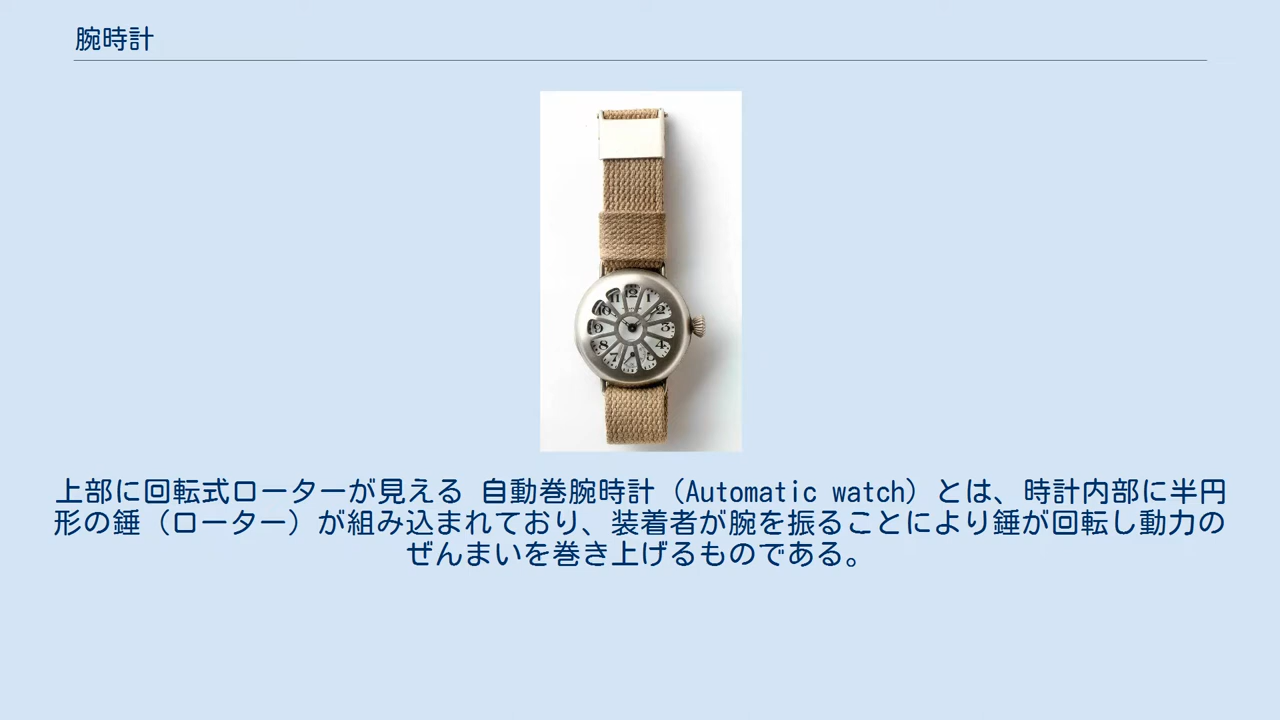 腕時計
上部に回転式ローターが見える 自動巻腕時計（Automatic watch）とは、時計内部に半円
形の錘（ローター）が組み込まれており、装着者が腕を振ることにより錘が回転し動力の
ぜんまいを巻き上げるものである。